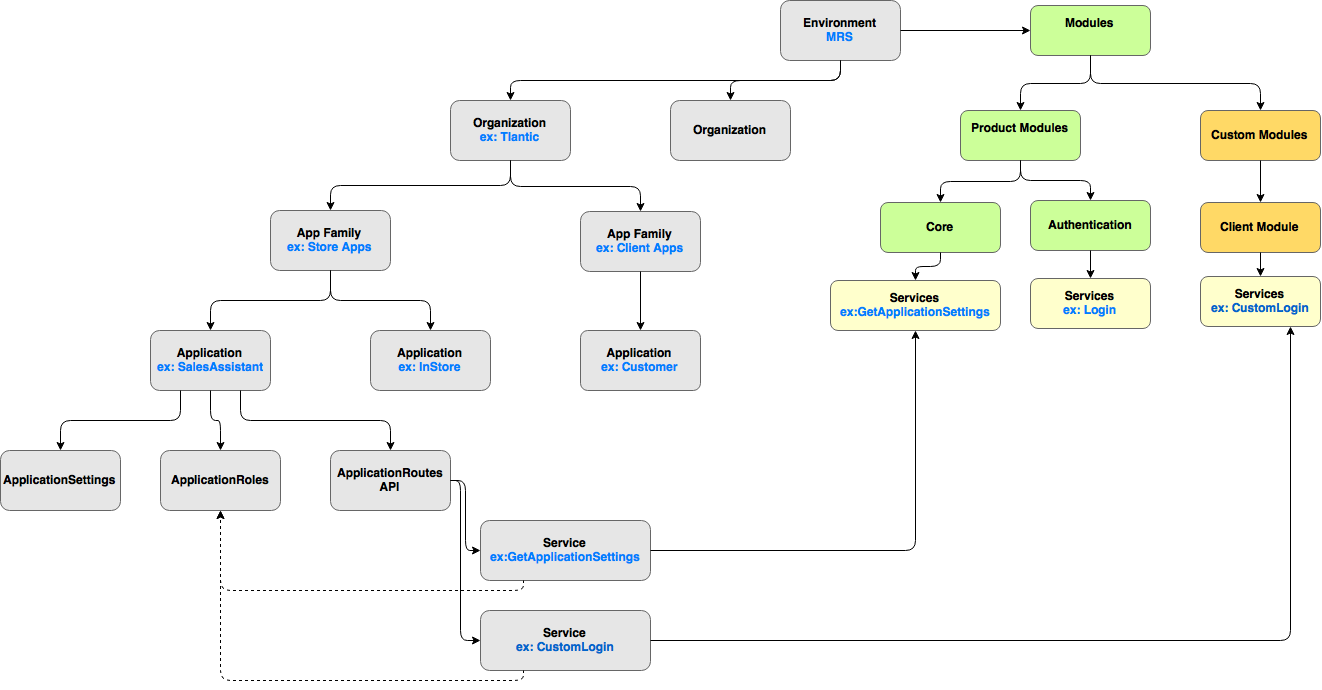 Environment
MRS
Modules
Organization
ex: Tlantic
Organization
Product Modules
Custom Modules
App Family
ex: Store Apps
App Family
ex: Client Apps
Core
Authentication
Client Module
Services
ex:GetApplicationSettings
Services
ex: Login
Services
ex: CustomLogin
Application
ex: SalesAssistant
Application
ex: InStore
Application
ex: Customer
ApplicationSettings
ApplicationRoles
ApplicationRoutes
API
Service
ex:GetApplicationSettings
Service
ex: CustomLogin